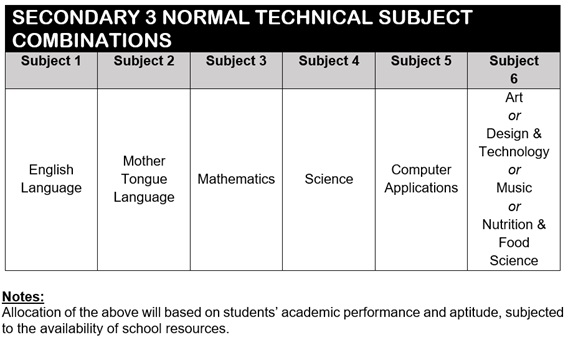 SECONDARY 3 NORMAL TECHNICAL SUBJECT
COMBINATIONS
Subject 1
Subject 2
Subject 3
Subject 4
Subject 5
Subject
6
English
Language
Mother
Tongue
Language
Mathematics
Science
Computer
Applications
Art
or
Design &
Technology
or
Music
or
Nutrition &
Food
Science
Notes:
Allocation of the above will based on students’ academic performance and aptitude, subjected
to the availability of school resources.